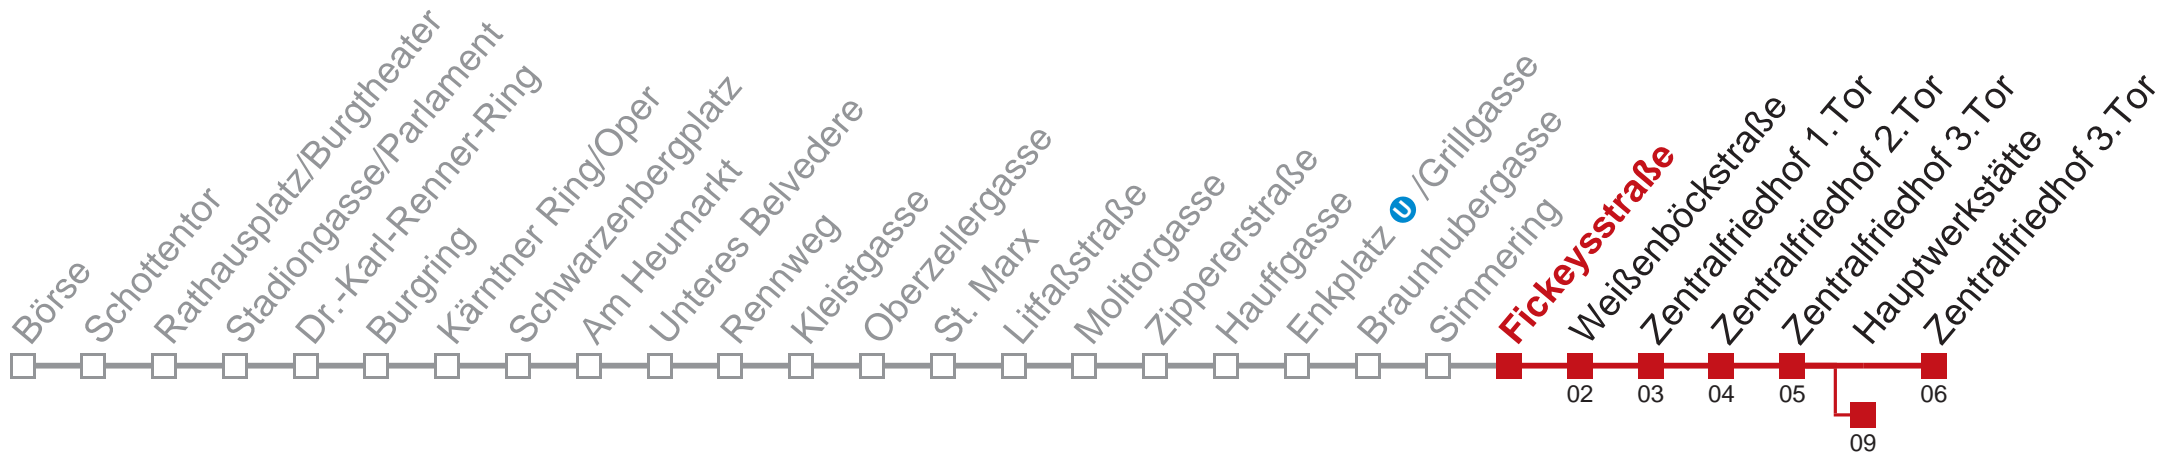 Börse
Schottentor
Rathausplatz/Burgtheater
Stadiongasse/Parlament
Dr.-Karl-Renner-Ring
Burgring
Kärntner Ring/Oper
Schwarzenbergplatz
Am Heumarkt
Unteres Belvedere
Rennweg
Kleistgasse
Oberzellergasse
St. Marx
Litfaßstraße
Molitorgasse
Zippererstraße
Hauffgasse
Enkplatz U /Grillgasse
Braunhubergasse
Simmering
Fickeysstraße
Weißenböckstraße
Zentralfriedhof 1.Tor
Zentralfriedhof 2.Tor
Zentralfriedhof 3.Tor
Hauptwerkstätte
Zentralfriedhof 3.Tor
02
03
04
05
06
09